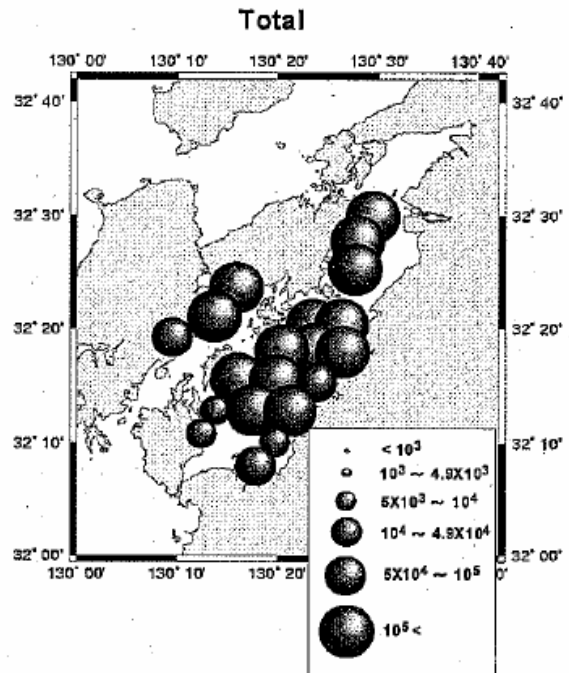 Total
130° 00' 130° 10' 130° 20' 130° 30' 130° 40'
32° 40' 32° 40'
32° 30' 32° 30'
32° 20' 32° 20'
32° 10' 32° 10'
32° 00' 32° 00'
130° 00' 130° 10' 130° 20' 0'
< 10³
10³ ~ 4.9X10³
5X10³ ~ 10⁴
10⁴ ~ 4.9X10⁴
5X10⁴ ~ 10⁵
10⁵ <